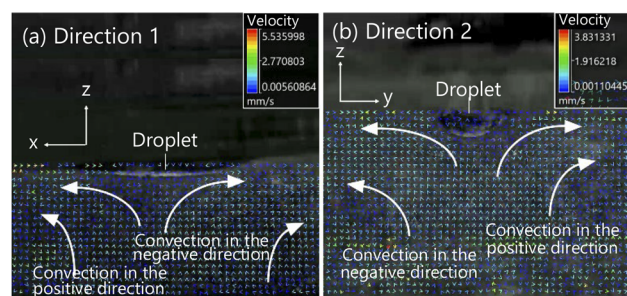 (a) Direction 1
Velocity
5.535998
2.770803
0.00560864
mm/s
z
x
Droplet
Convection in the
negative direction
Convection in the
positive direction
(b) Direction 2
Velocity
3.831331
1.916218
0.00110445
mm/s
z
z
y
Droplet
Convection in the
positive direction
Convection in the
negative direction